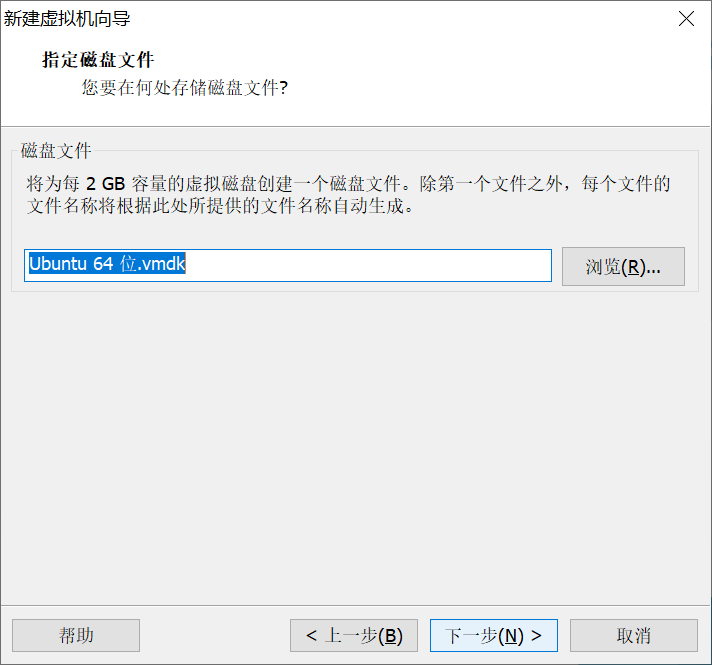 新建虚拟机向导
指定磁盘文件
您要在何处存储磁盘文件?
磁盘文件
将为每 2 GB 容量的虚拟磁盘创建一个磁盘文件。除第一个文件之外，每个文件的
文件名称将根据此处所提供的文件名称自动生成。
Ubuntu 64 位.vmdk
浏览(R)...
帮助
< 上一步(B)
下一步(N) >
取消